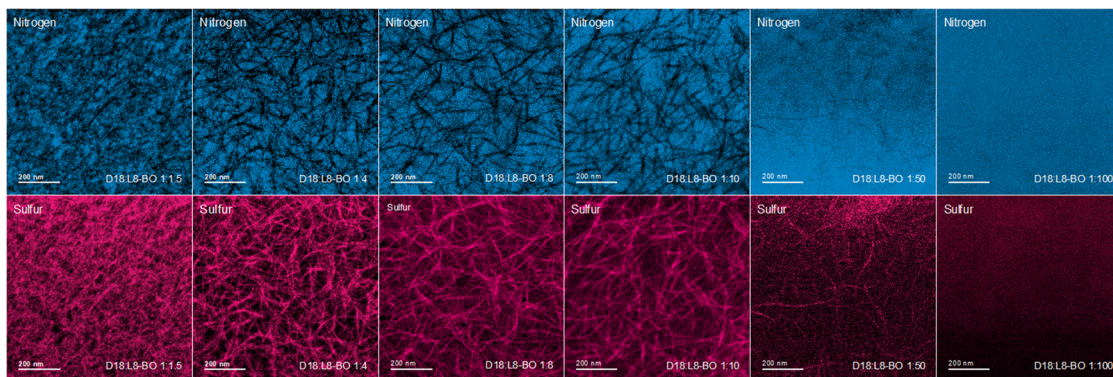 Nitrogen
200 nm
D18:L8-BO 1:1.5
Nitrogen
200 nm
D18:L8-BO 1:4
Nitrogen
200 nm
D18:L8-BO 1:8
Nitrogen
200 nm
D18:L8-BO 1:10
Nitrogen
200 nm
D18:L8-BO 1:50
Nitrogen
200 nm
D18:L8-BO 1:100
Sulfur
200 nm
D18:L8-BO 1:1.5
Sulfur
200 nm
D18:L8-BO 1:4
Sulfur
200 nm
D18:L8-BO 1:8
Sulfur
200 nm
D18:L8-BO 1:10
Sulfur
200 nm
D18:L8-BO 1:50
Sulfur
200 nm
D18:L8-BO 1:100